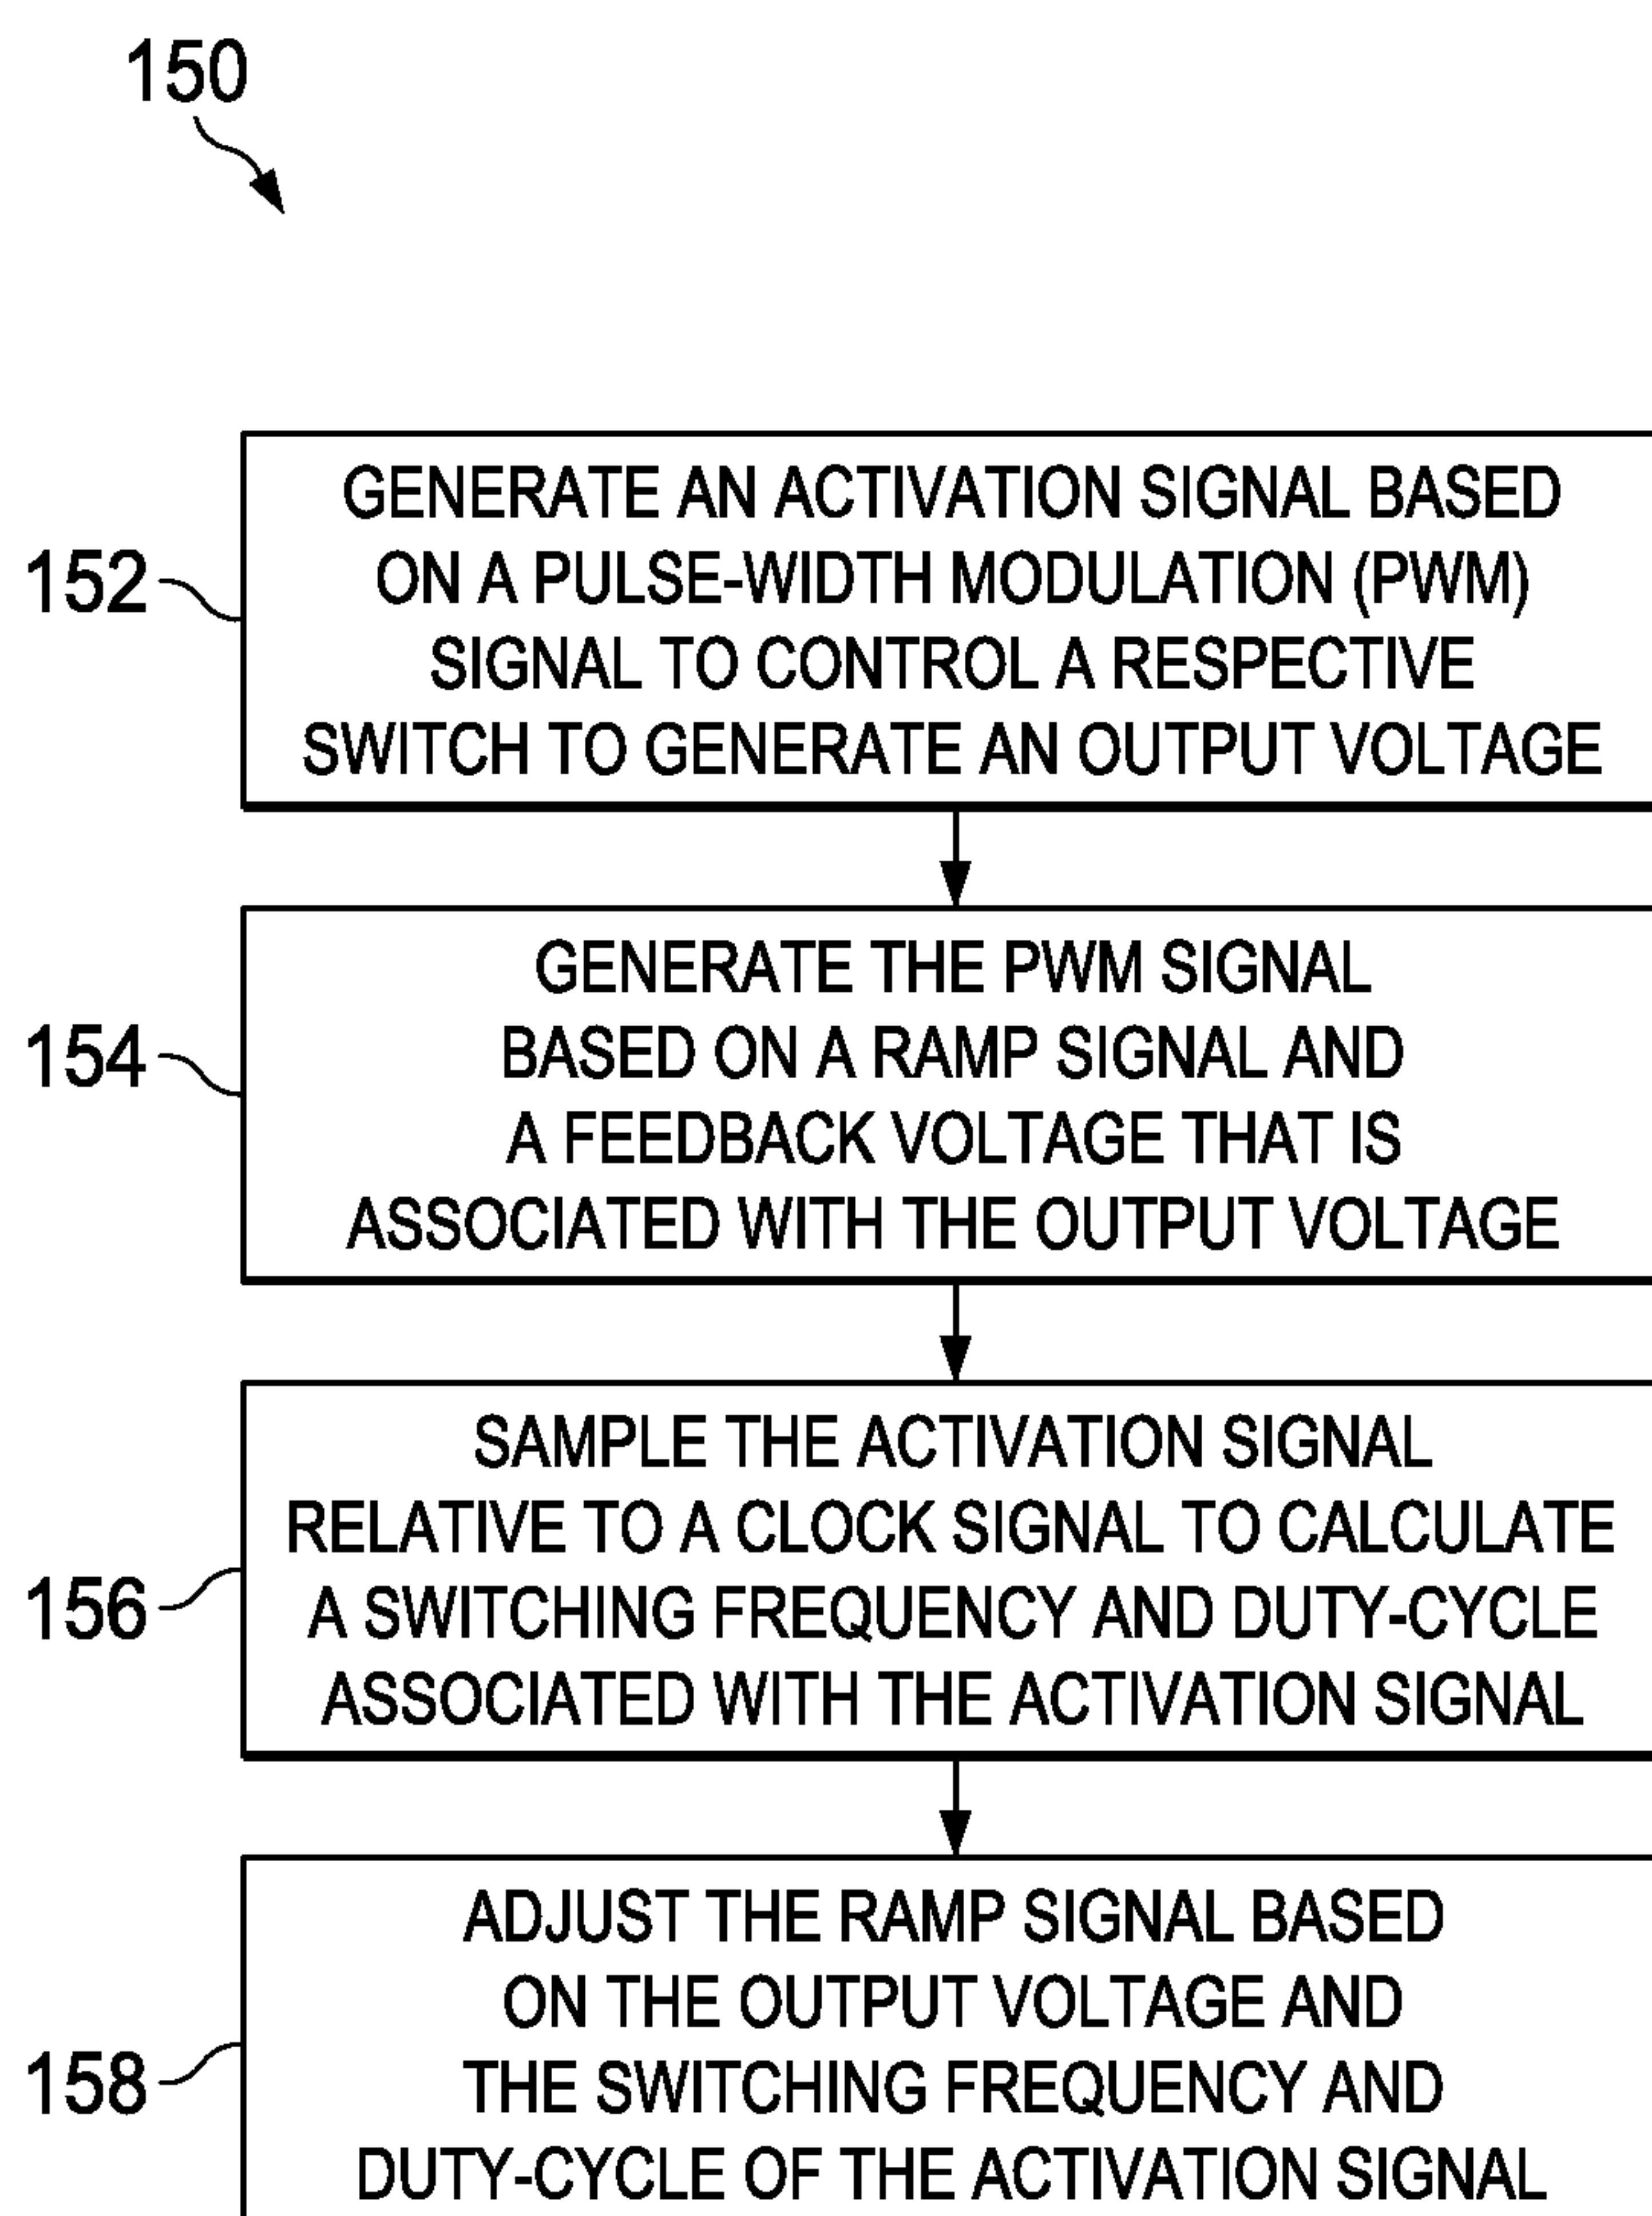 150
152
GENERATE AN ACTIVATION SIGNAL BASED
ON A PULSE-WIDTH MODULATION (PWM)
SIGNAL TO CONTROL A RESPECTIVE
SWITCH TO GENERATE AN OUTPUT VOLTAGE
154
GENERATE THE PWM SIGNAL
BASED ON A RAMP SIGNAL AND
A FEEDBACK VOLTAGE THAT IS
ASSOCIATED WITH THE OUTPUT VOLTAGE
156
SAMPLE THE ACTIVATION SIGNAL
RELATIVE TO A CLOCK SIGNAL TO CALCULATE
A SWITCHING FREQUENCY AND DUTY-CYCLE
ASSOCIATED WITH THE ACTIVATION SIGNAL
158
ADJUST THE RAMP SIGNAL BASED
ON THE OUTPUT VOLTAGE AND
THE SWITCHING FREQUENCY AND
DUTY-CYCLE OF THE ACTIVATION SIGNAL